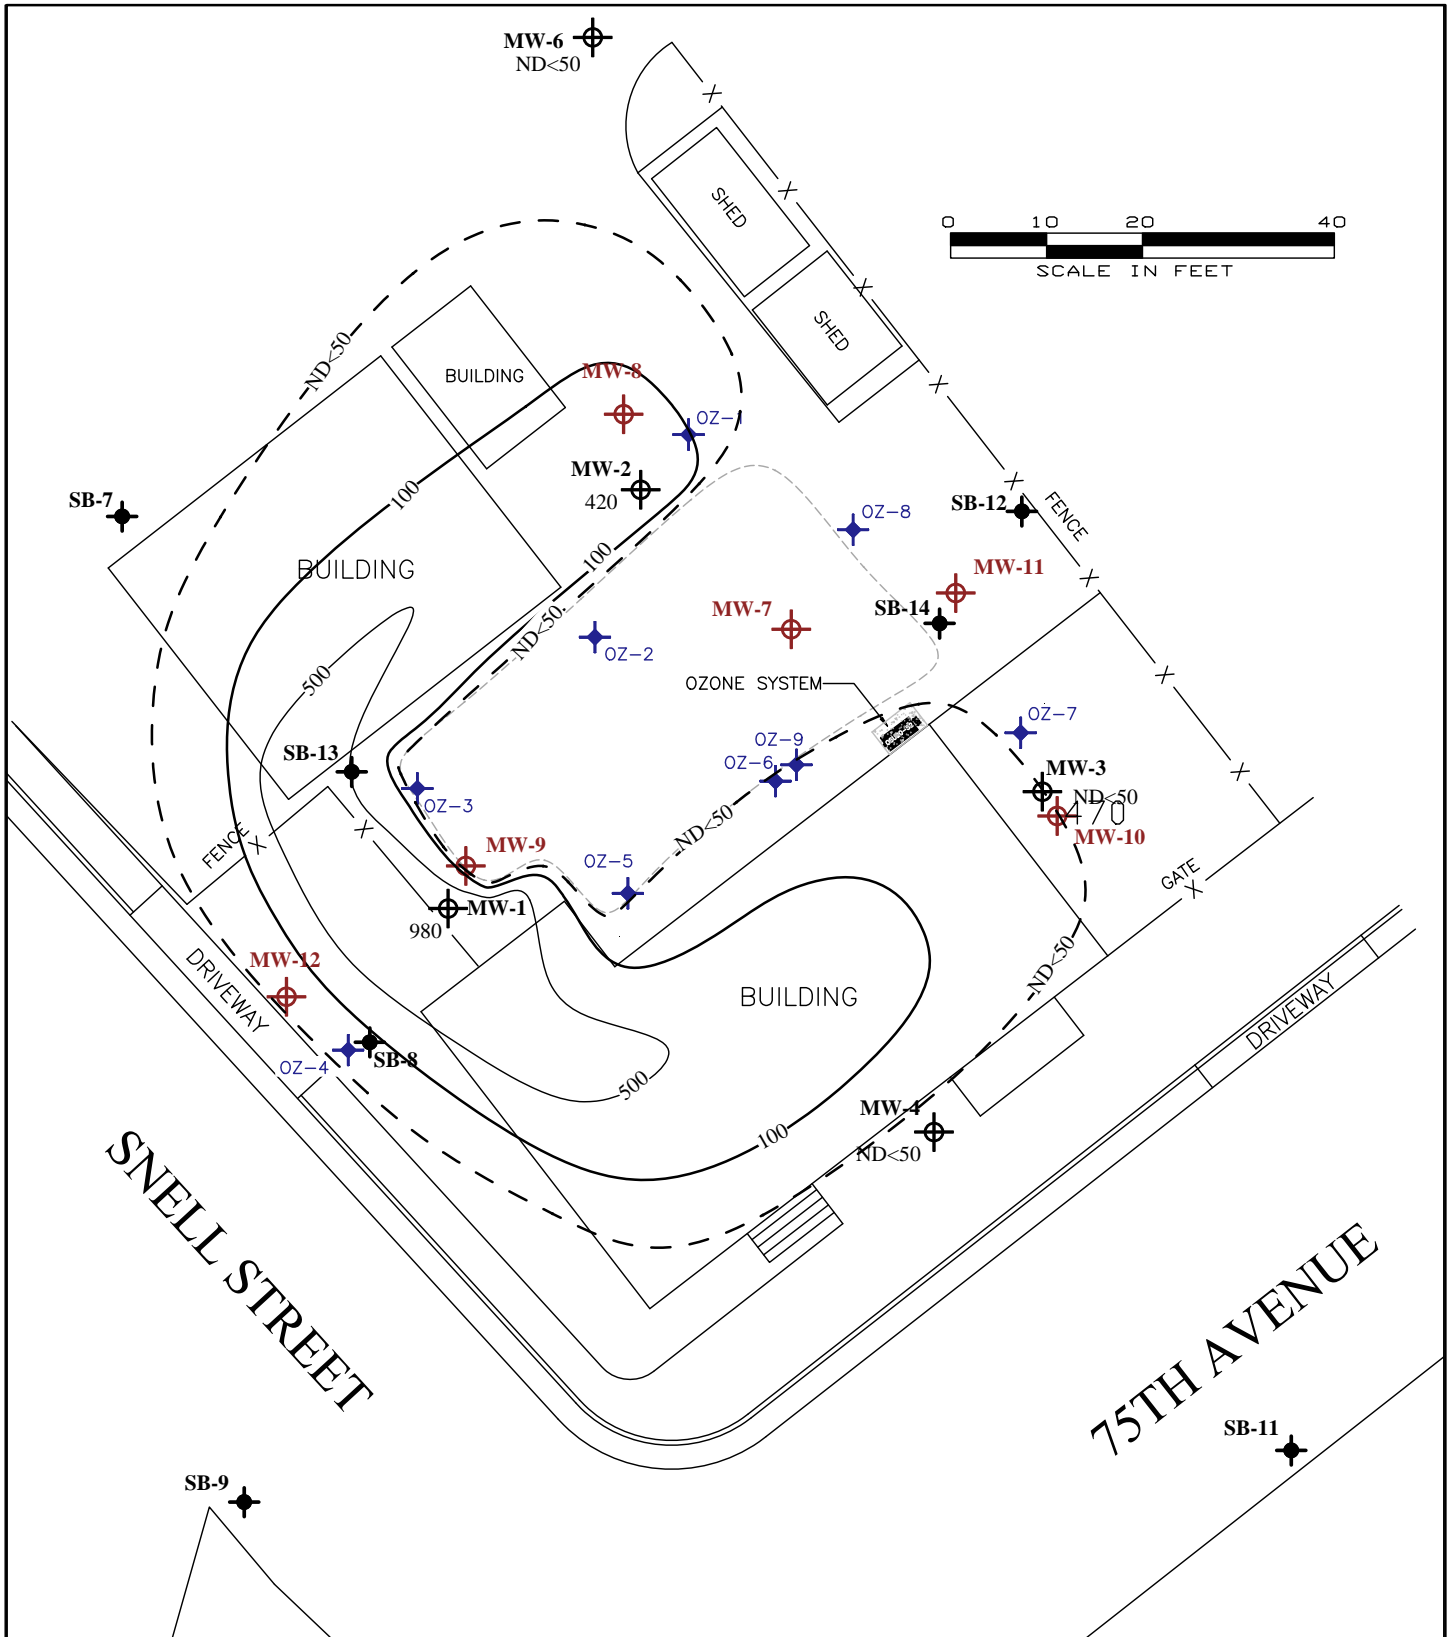 MW-6
ND<50
SHED
SHED
0 10 20 40
SCALE IN FEET
ND<50
BUILDING
MW-8
OZ-1
MW-2
420
100
SB-7
BUILDING
OZ-8
SB-12
FENCE
100
MW-11
ND<50
MW-7
SB-14
OZ-2
500
OZONE SYSTEM
OZ-7
SB-13
OZ-9
OZ-6
MW-3
ND<50
470
MW-10
OZ-3
FENCE
ND<50
MW-9
OZ-5
GATE
MW-1
980
MW-12
DRIVEWAY
ND<50
BUILDING
DRIVEWAY
OZ-4
SB-8
500
MW-4
ND<50
100
SNELL STREET
75TH AVENUE
SB-11
SB-9